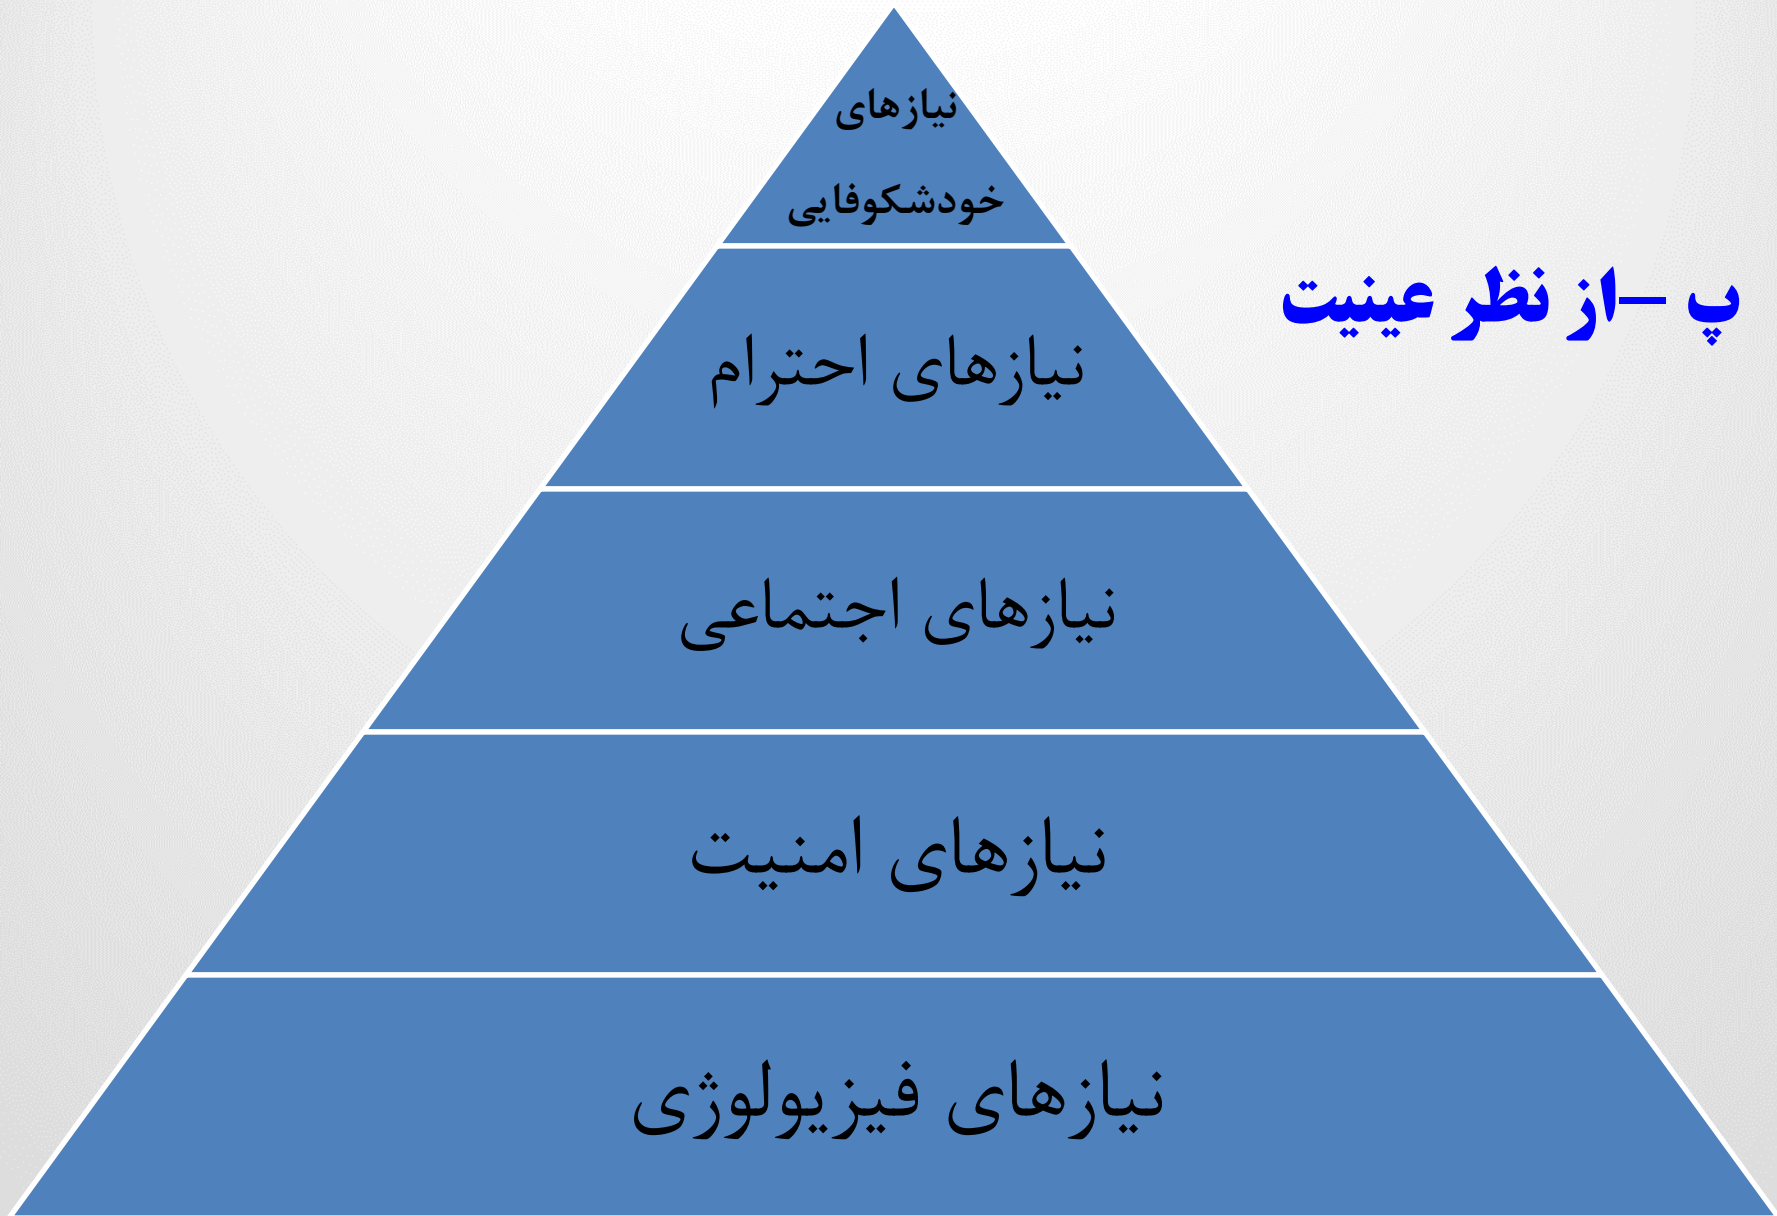 نیازهای
خودشکوفایی
پ –از نظر عینیت
نیازهای احترام
نیازهای اجتماعی
نیازهای امنیت
نیازهای فیزیولوژی